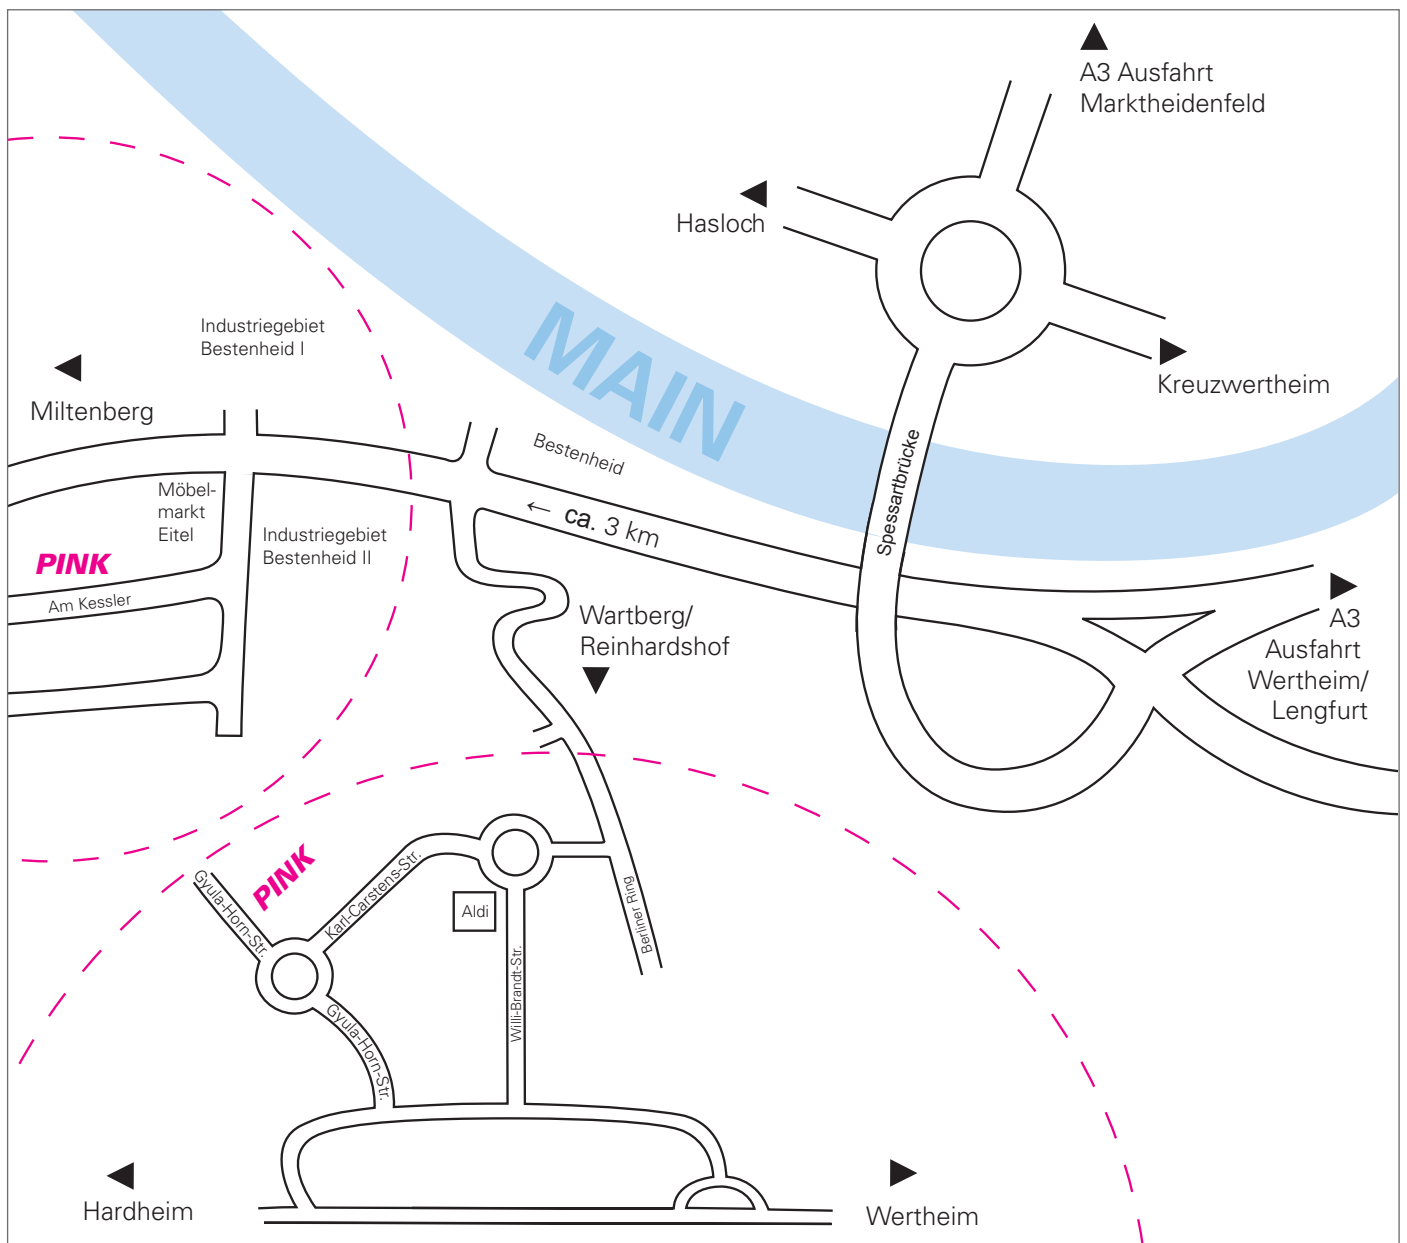 A3 Ausfahrt
Marktheidenfeld
Hasloch
Kreuzwertheim
MAIN
Industriegebiet
Bestenheid I
Miltenberg
Bestenheid
← ca. 3 km
Spessartbrücke
Möbel-
markt
Eitel
Industriegebiet
Bestenheid II
PINK
Am Kessler
Wartberg/
Reinhardshof
A3
Ausfahrt
Wertheim/
Lengfurt
PINK
Gyula-Horn-Str.
Karl-Carstens-Str.
Aldi
Berliner Ring
Willi-Brandt-Str.
Gyula-Horn-Str.
Hardheim
Wertheim